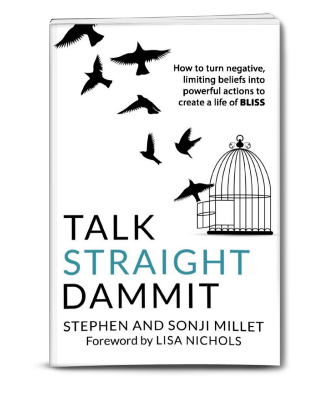 How to turn negative,
limiting beliefs into
powerful actions to
create a life of BLISS
TALK
STRAIGHT
DAMMIT
STEPHEN AND SONJI MILLET
Foreword by LISA NICHOLS